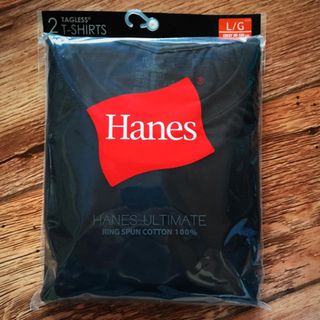 2 TAGLESS®
T-SHIRTS
L/G
Hanes®
HANES ULTIMATE
RING SPUN COTTON 100%